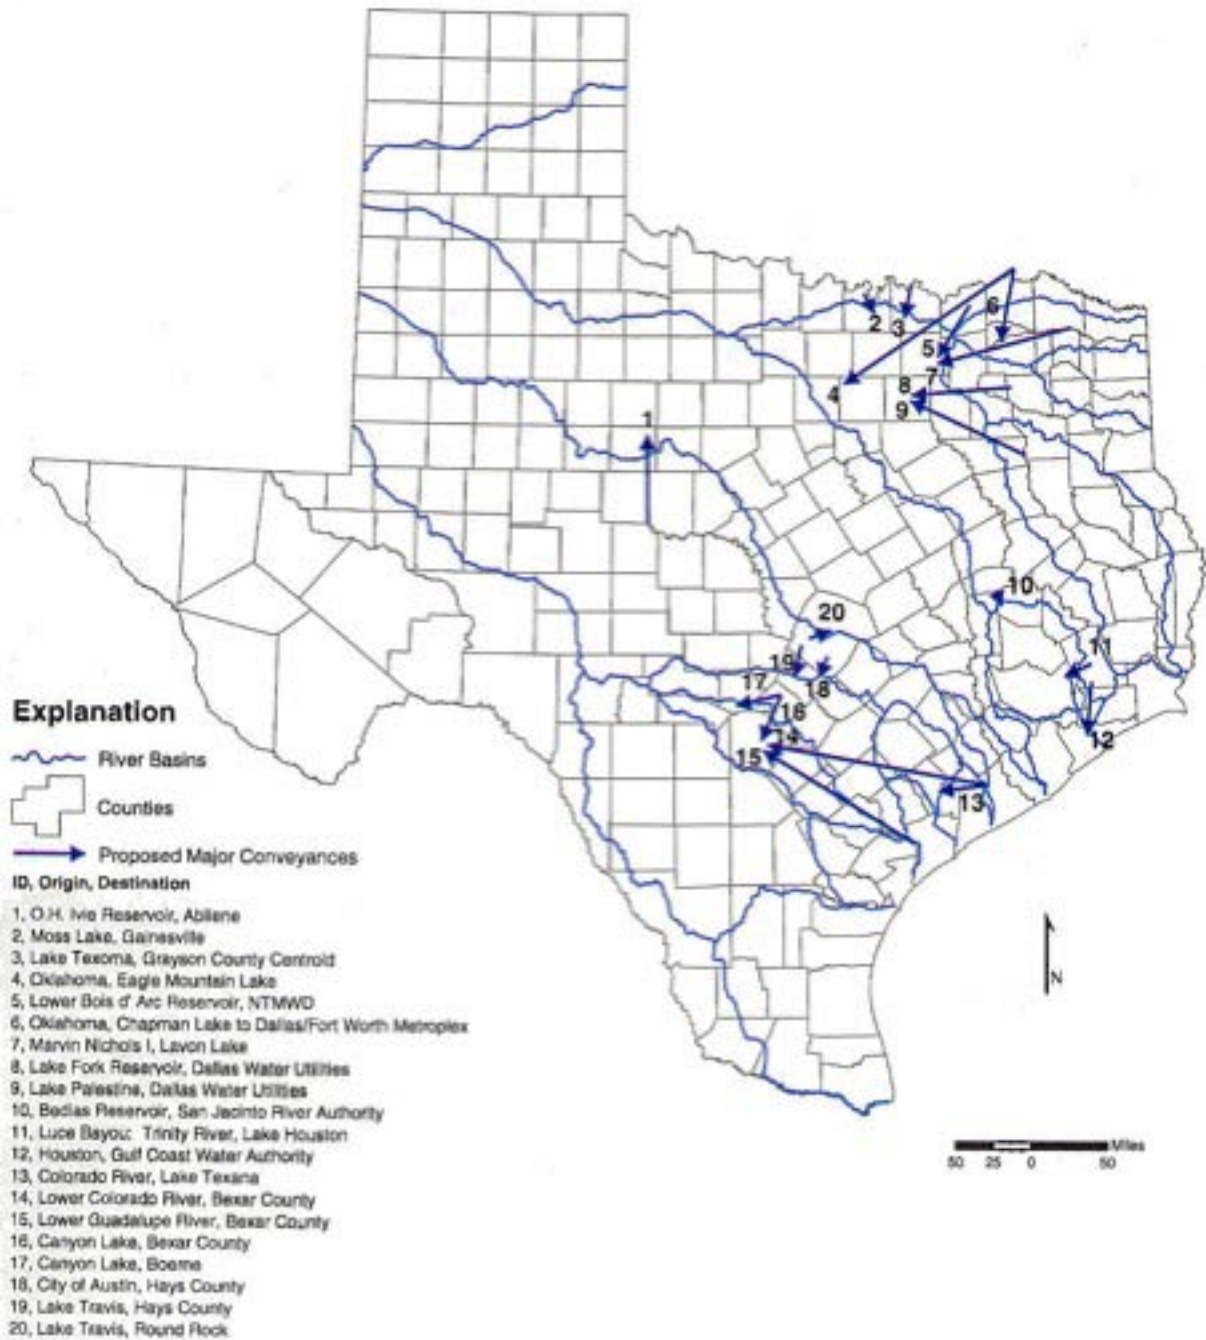 1
2
3
6
5
7
4
8
9
10
20
11
19
18
17
16
14
15
12
13
Explanation
River Basins
Counties
Proposed Major Conveyances
ID, Origin, Destination
1, O.H. Ivie Reservoir, Abilene
2, Moss Lake, Gainesville
3, Lake Texoma, Grayson County Centroid
4, Oklahoma, Eagle Mountain Lake
5, Lower Bois d' Arc Reservoir, NTMWD
6, Oklahoma, Chapman Lake to Dallas/Fort Worth Metroplex
7, Marvin Nichols I, Lavon Lake
8, Lake Fork Reservoir, Dallas Water Utilities
9, Lake Palestine, Dallas Water Utilities
10, Bedias Reservoir, San Jacinto River Authority
11, Luce Bayou: Trinity River, Lake Houston
12, Houston, Gulf Coast Water Authority
13, Colorado River, Lake Texana
14, Lower Colorado River, Bexar County
15, Lower Guadalupe River, Bexar County
16, Canyon Lake, Bexar County
17, Canyon Lake, Boerne
18, City of Austin, Hays County
19, Lake Travis, Hays County
20, Lake Travis, Round Rock
N
Miles
50 25 0 50